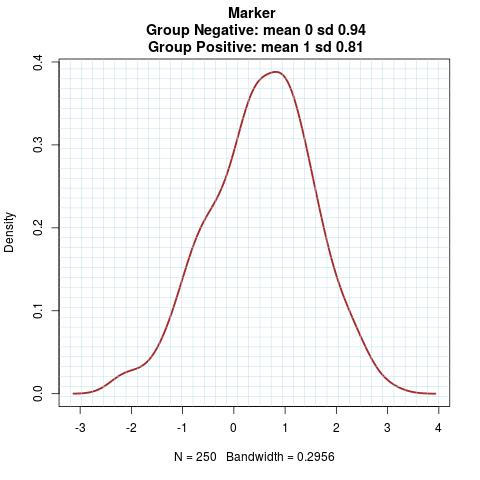 Marker
Group Negative: mean 0 sd 0.94
Group Positive: mean 1 sd 0.81
Density
0.4
0.3
0.2
0.1
0.0
-3 -2 -1 0 1 2 3 4
N = 250 Bandwidth = 0.2956